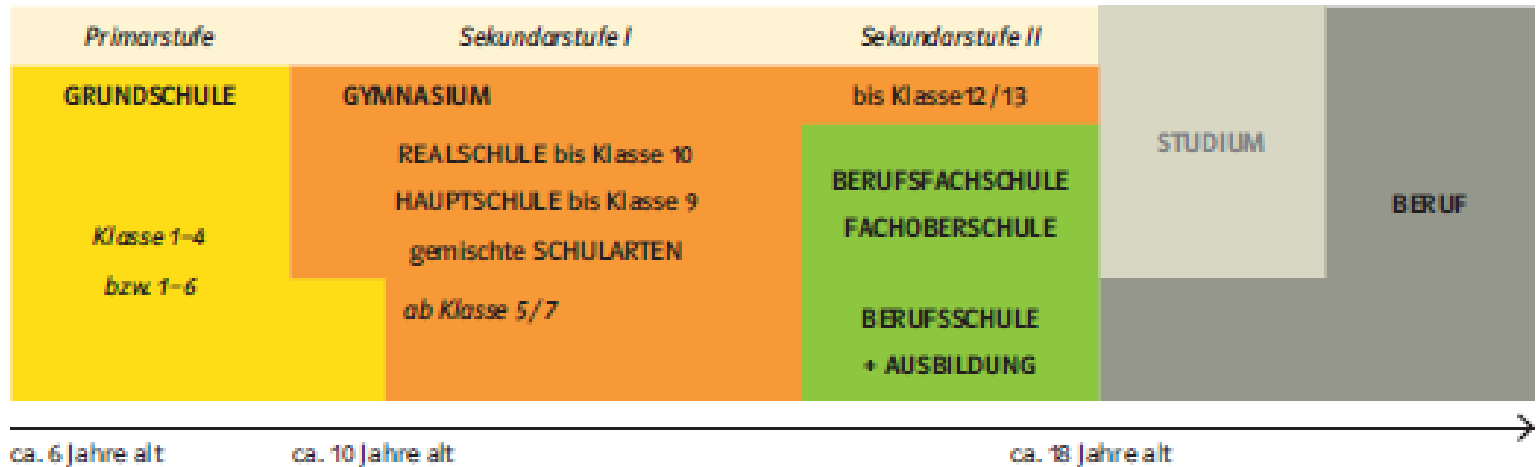 Primarstufe
Sekundarstufe I
Sekundarstufe II
GRUNDSCHULE
Klasse 1–4
bzw. 1–6
GYMNASIUM
bis Klasse12/13
REALSCHULE bis Klasse 10
HAUPTSCHULE bis Klasse 9
gemischte SCHULARTEN
ab Klasse 5/7
BERUFSFACHSCHULE
FACHOBERSCHULE
BERUFSSCHULE
+ AUSBILDUNG
STUDIUM
BERUF
ca. 6 Jahre alt
ca. 10 Jahre alt
ca. 18 Jahre alt